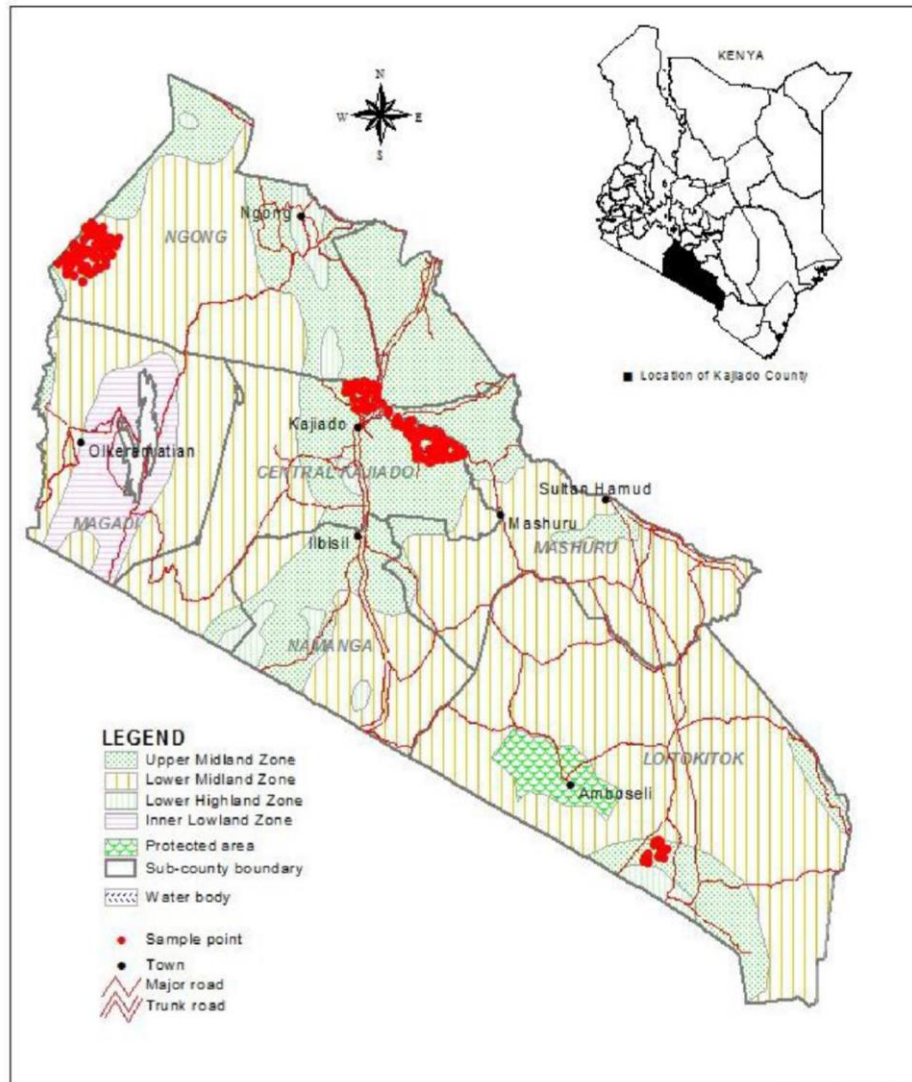 KENYA
N
W E
S
Location of Kajiado County
Ngong
NGONG
Kajiado
Olkeramatian
CENTRAL KAJIADO
Sultan Hamud
MAGADI
Mashuru
Ilbisil
MASHURU
NAMANGA
LOITOKITOK
Amboseli
LEGEND
Upper Midland Zone
Lower Midland Zone
Lower Highland Zone
Inner Lowland Zone
Protected area
Sub-county boundary
Water body
Sample point
Town
Major road
Trunk road